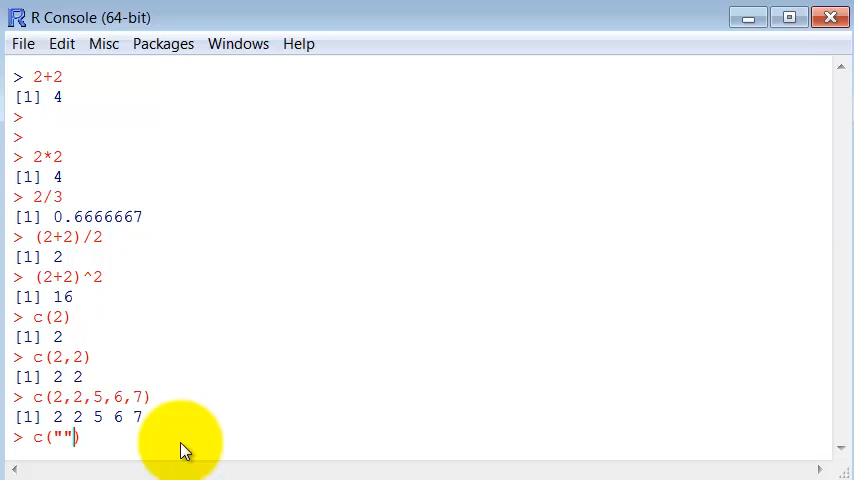 R Console (64-bit)
File Edit Misc Packages Windows Help
> 2+2
[1] 4
>
>
> 2*2
[1] 4
> 2/3
[1] 0.6666667
> (2+2)/2
[1] 2
> (2+2)^2
[1] 16
> c(2)
[1] 2
> c(2,2)
[1] 2 2
> c(2,2,5,6,7)
[1] 2 2 5 6 7
> c("")